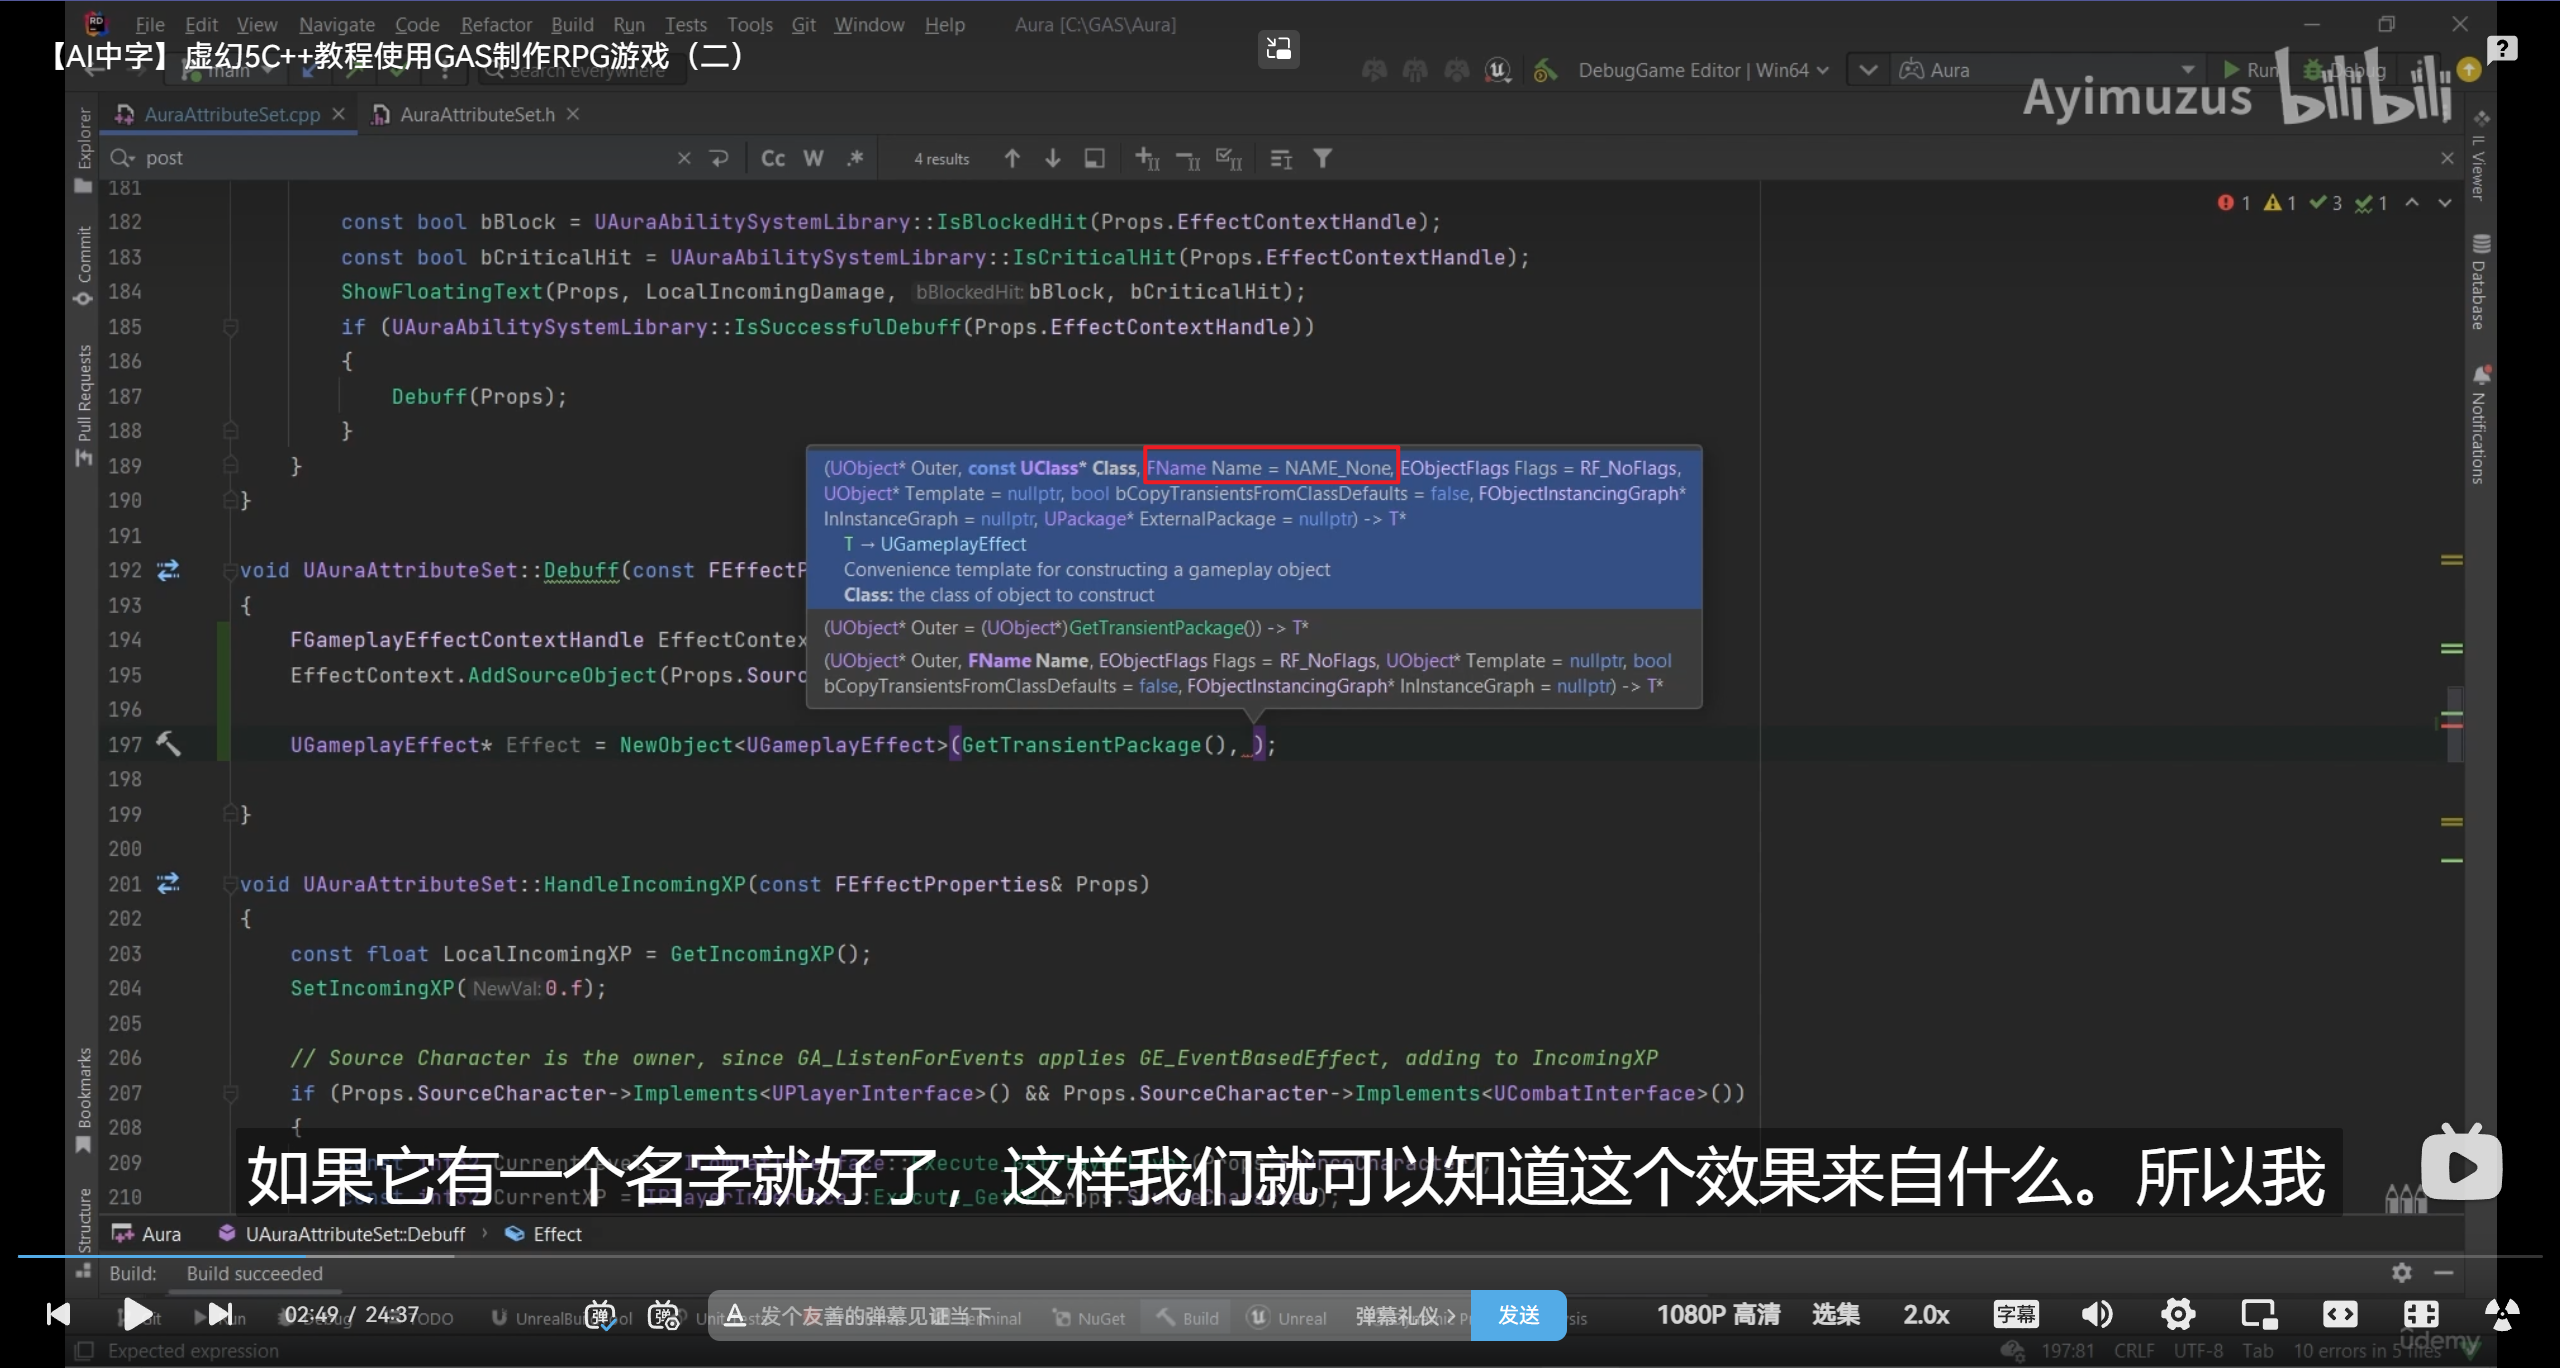 File Edit View Navigate Code Refactor Build Run Tests Tools Git Window Help Aura [C:\GAS\Aura]
【AI中字】虚幻5C++教程使用GAS制作RPG游戏（二）
main Search everywhere DebugGame Editor | Win64 Aura Run Debug
Ayimuzus bilibili
AuraAttributeSet.cpp AuraAttributeSet.h
post Cc W .* 4 results
Explorer
Commit
Pull Requests
Bookmarks
Structure
IL Viewer
Database
Notifications
1 1 3 1
181
182 const bool bBlock = UAuraAbilitySystemLibrary::IsBlockedHit(Props.EffectContextHandle);
183 const bool bCriticalHit = UAuraAbilitySystemLibrary::IsCriticalHit(Props.EffectContextHandle);
184 ShowFloatingText(Props, LocalIncomingDamage, bBlockedHit: bBlock, bCriticalHit);
185 if (UAuraAbilitySystemLibrary::IsSuccessfulDebuff(Props.EffectContextHandle))
186 {
187 Debuff(Props);
188 }
189 }
190 }
191
192 void UAuraAttributeSet::Debuff(const FEffectP
193 {
194 FGameplayEffectContextHandle EffectContex
195 EffectContext.AddSourceObject(Props.Sourc
196
197 UGameplayEffect* Effect = NewObject<UGameplayEffect>(GetTransientPackage(), );
198
199 }
200
201 void UAuraAttributeSet::HandleIncomingXP(const FEffectProperties& Props)
202 {
203 const float LocalIncomingXP = GetIncomingXP();
204 SetIncomingXP( NewVal: 0.f);
205
206 // Source Character is the owner, since GA_ListenForEvents applies GE_EventBasedEffect, adding to IncomingXP
207 if (Props.SourceCharacter->Implements<UPlayerInterface>() && Props.SourceCharacter->Implements<UCombatInterface>())
208 {
209
210
(UObject* Outer, const UClass* Class, FName Name = NAME_None, EObjectFlags Flags = RF_NoFlags,
UObject* Template = nullptr, bool bCopyTransientsFromClassDefaults = false, FObjectInstancingGraph*
InInstanceGraph = nullptr, UPackage* ExternalPackage = nullptr) -> T*
T → UGameplayEffect
Convenience template for constructing a gameplay object
Class: the class of object to construct
(UObject* Outer = (UObject*)GetTransientPackage()) -> T*
(UObject* Outer, FName Name, EObjectFlags Flags = RF_NoFlags, UObject* Template = nullptr, bool
bCopyTransientsFromClassDefaults = false, FObjectInstancingGraph* InInstanceGraph = nullptr) -> T*
如果它有一个名字就好了，这样我们就可以知道这个效果来自什么。所以我
Aura UAuraAttributeSet::Debuff › Effect
Build: Build succeeded
02:49 / 24:37 TODO 发个友善的弹幕见证当下 NuGet Build Unreal 弹幕礼仪 › 发送 1080P 高清 选集 2.0x 字幕
Expected expression 197:81 CRLF UTF-8 Tab 10 errors in 5 files
udemy